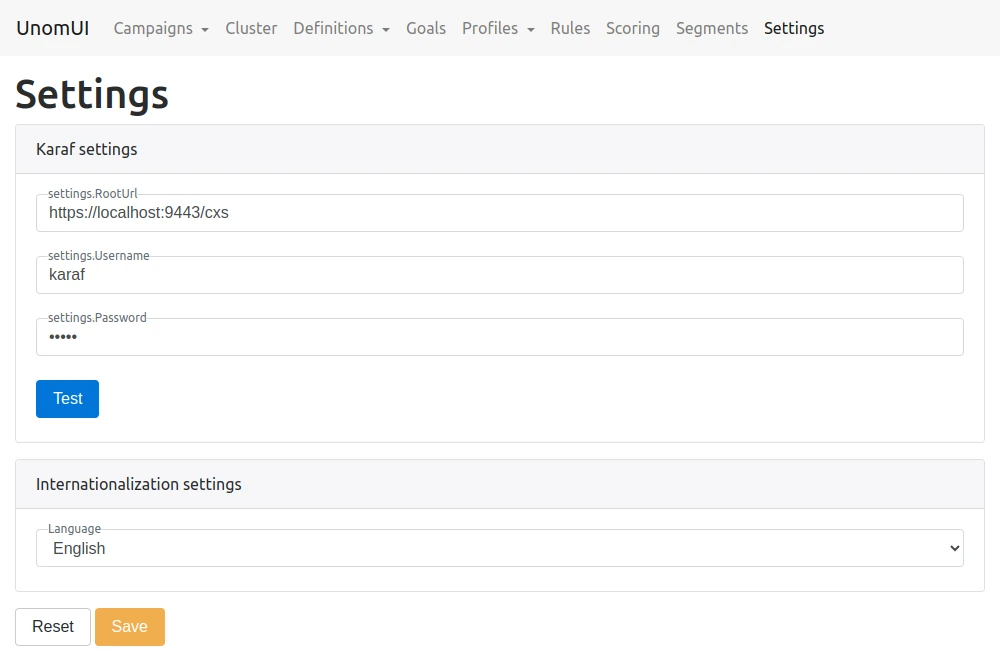 UnomUI Campaigns Cluster Definitions Goals Profiles Rules Scoring Segments Settings
Settings
Karaf settings
settings.RootUrl
https://localhost:9443/cxs
settings.Username
karaf
settings.Password
•••••
Test
Internationalization settings
Language
English
Reset Save